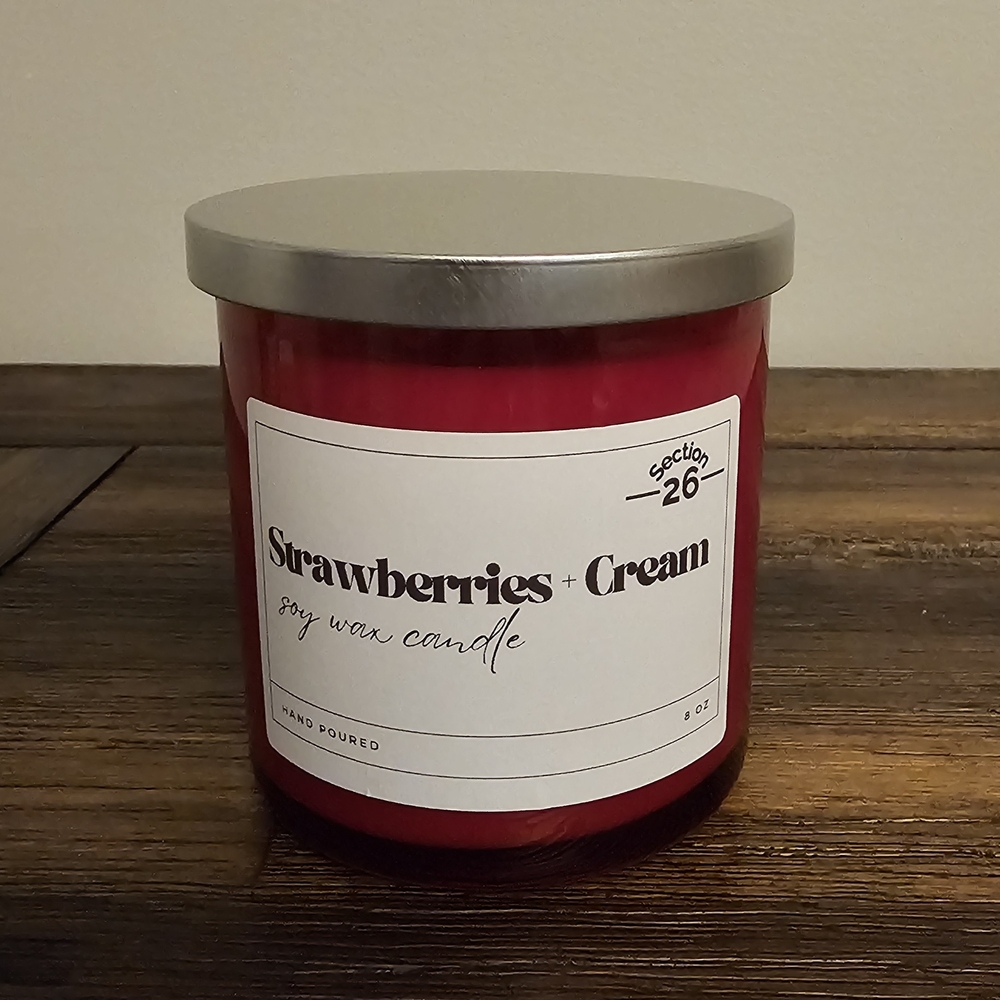 Section
26
Strawberries + Cream
soy wax candle
HAND POURED
8 OZ